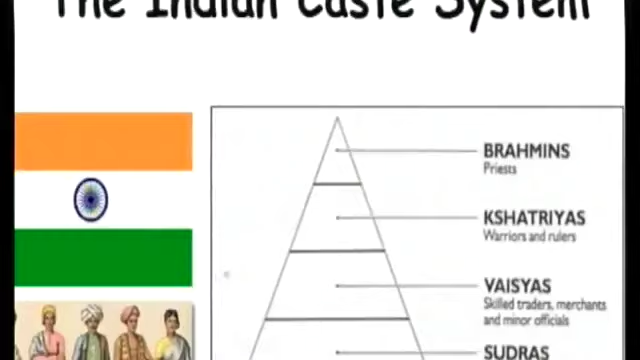 The Indian Caste System
BRAHMINS
Priests
KSHATRIYAS
Warriors and rulers
VAISYAS
Skilled traders, merchants
and minor officials
SUDRAS